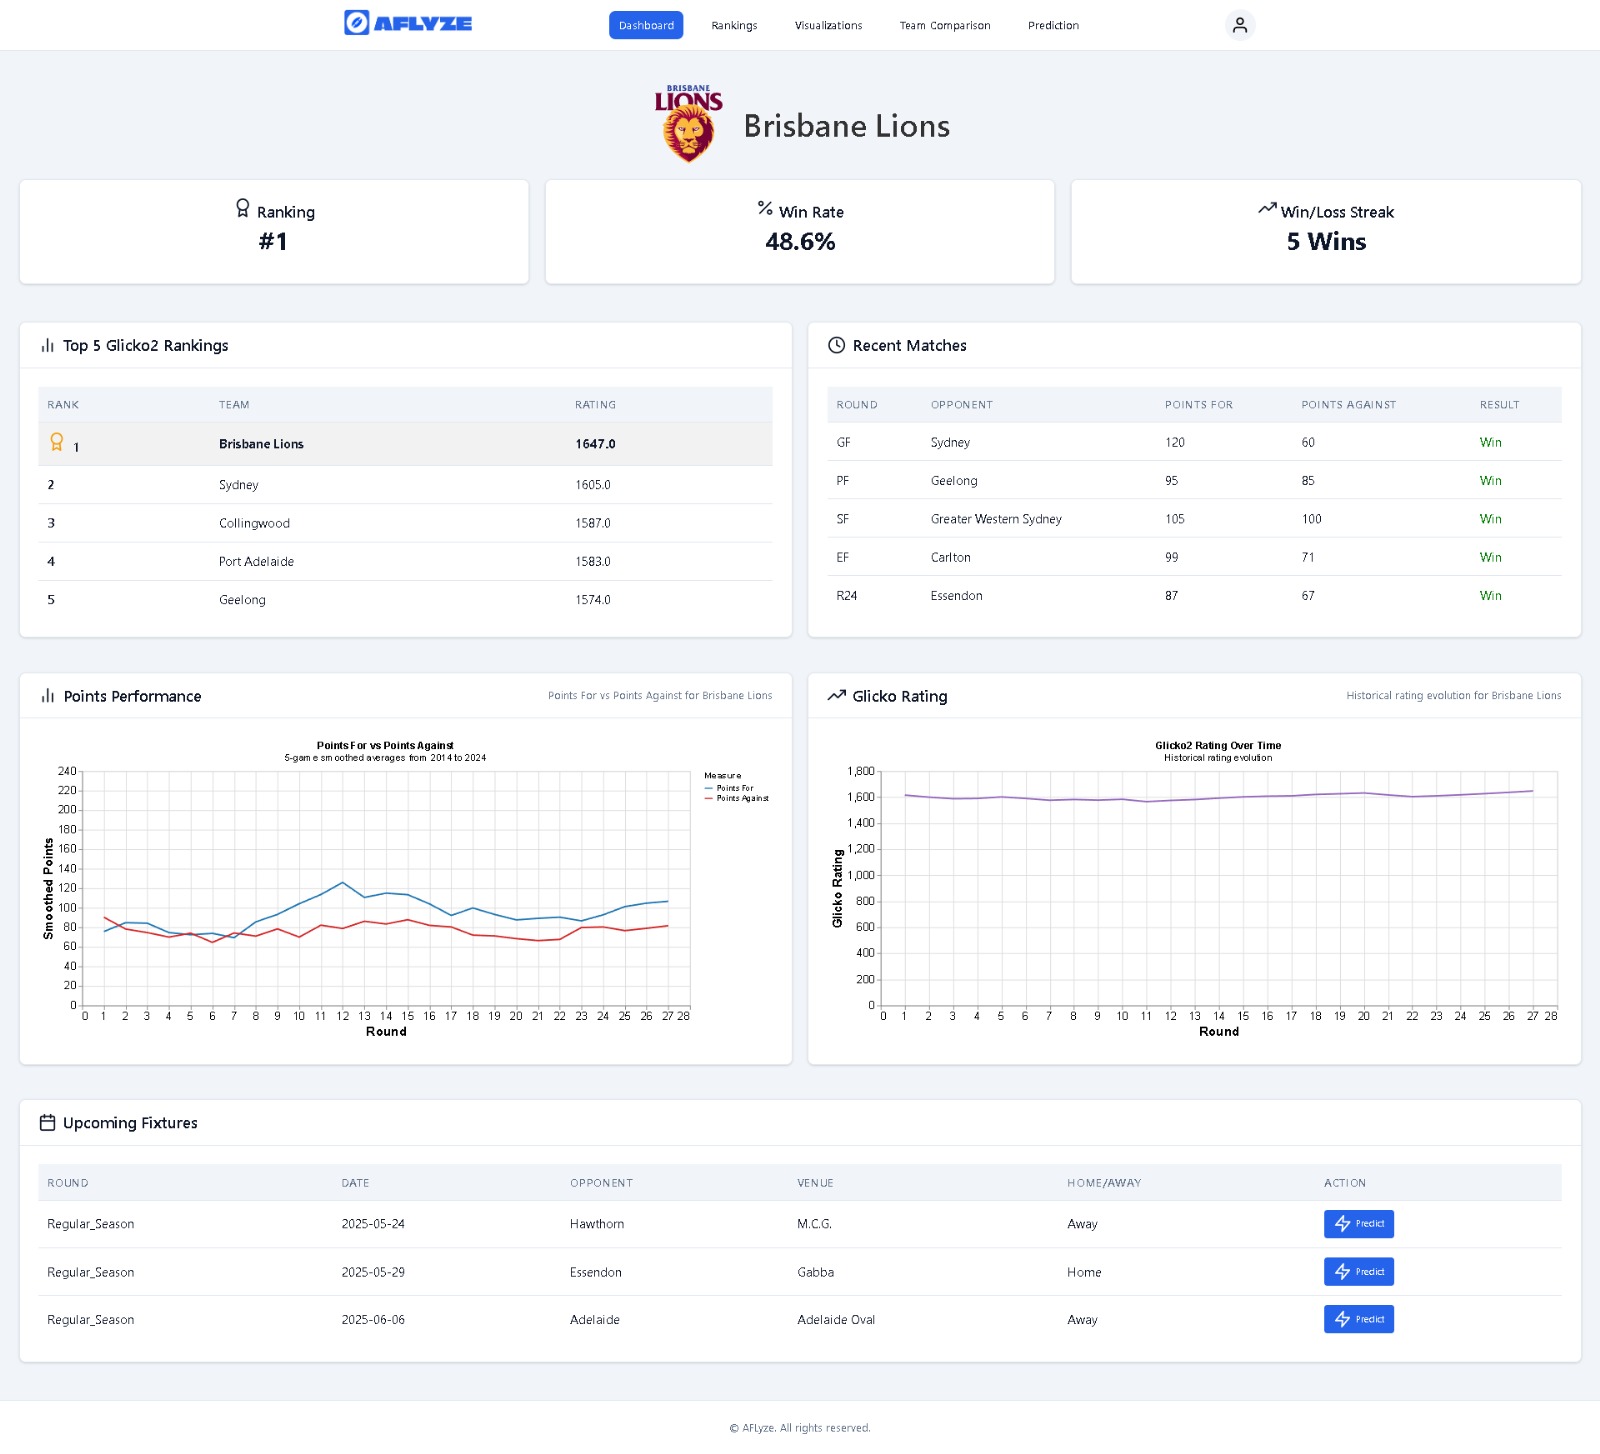 AFLYZE
Dashboard Rankings Visualizations Team Comparison Prediction
BRISBANE
LIONS
Brisbane Lions
Ranking
#1
Win Rate
48.6%
Win/Loss Streak
5 Wins
Top 5 Glicko2 Rankings
RANK TEAM RATING
1 Brisbane Lions 1647.0
2 Sydney 1605.0
3 Collingwood 1587.0
4 Port Adelaide 1583.0
5 Geelong 1574.0
Recent Matches
ROUND OPPONENT POINTS FOR POINTS AGAINST RESULT
GF Sydney 120 60 Win
PF Geelong 95 85 Win
SF Greater Western Sydney 105 100 Win
EF Carlton 99 71 Win
R24 Essendon 87 67 Win
Points Performance Points For vs Points Against for Brisbane Lions
Points For vs Points Against
5-game smoothed averages from 2014 to 2024
240
220
200
180
160
140
120
100
80
60
40
20
0
Smoothed Points
0 1 2 3 4 5 6 7 8 9 10 11 12 13 14 15 16 17 18 19 20 21 22 23 24 25 26 27 28
Round
Measure
Points For
Points Against
Glicko Rating Historical rating evolution for Brisbane Lions
Glicko2 Rating Over Time
Historical rating evolution
1,800
1,600
1,400
1,200
1,000
800
600
400
200
0
Glicko Rating
0 1 2 3 4 5 6 7 8 9 10 11 12 13 14 15 16 17 18 19 20 21 22 23 24 25 26 27 28
Round
Upcoming Fixtures
ROUND DATE OPPONENT VENUE HOME/AWAY ACTION
Regular_Season 2025-05-24 Hawthorn M.C.G. Away Predict
Regular_Season 2025-05-29 Essendon Gabba Home Predict
Regular_Season 2025-06-06 Adelaide Adelaide Oval Away Predict
© AFLyze. All rights reserved.